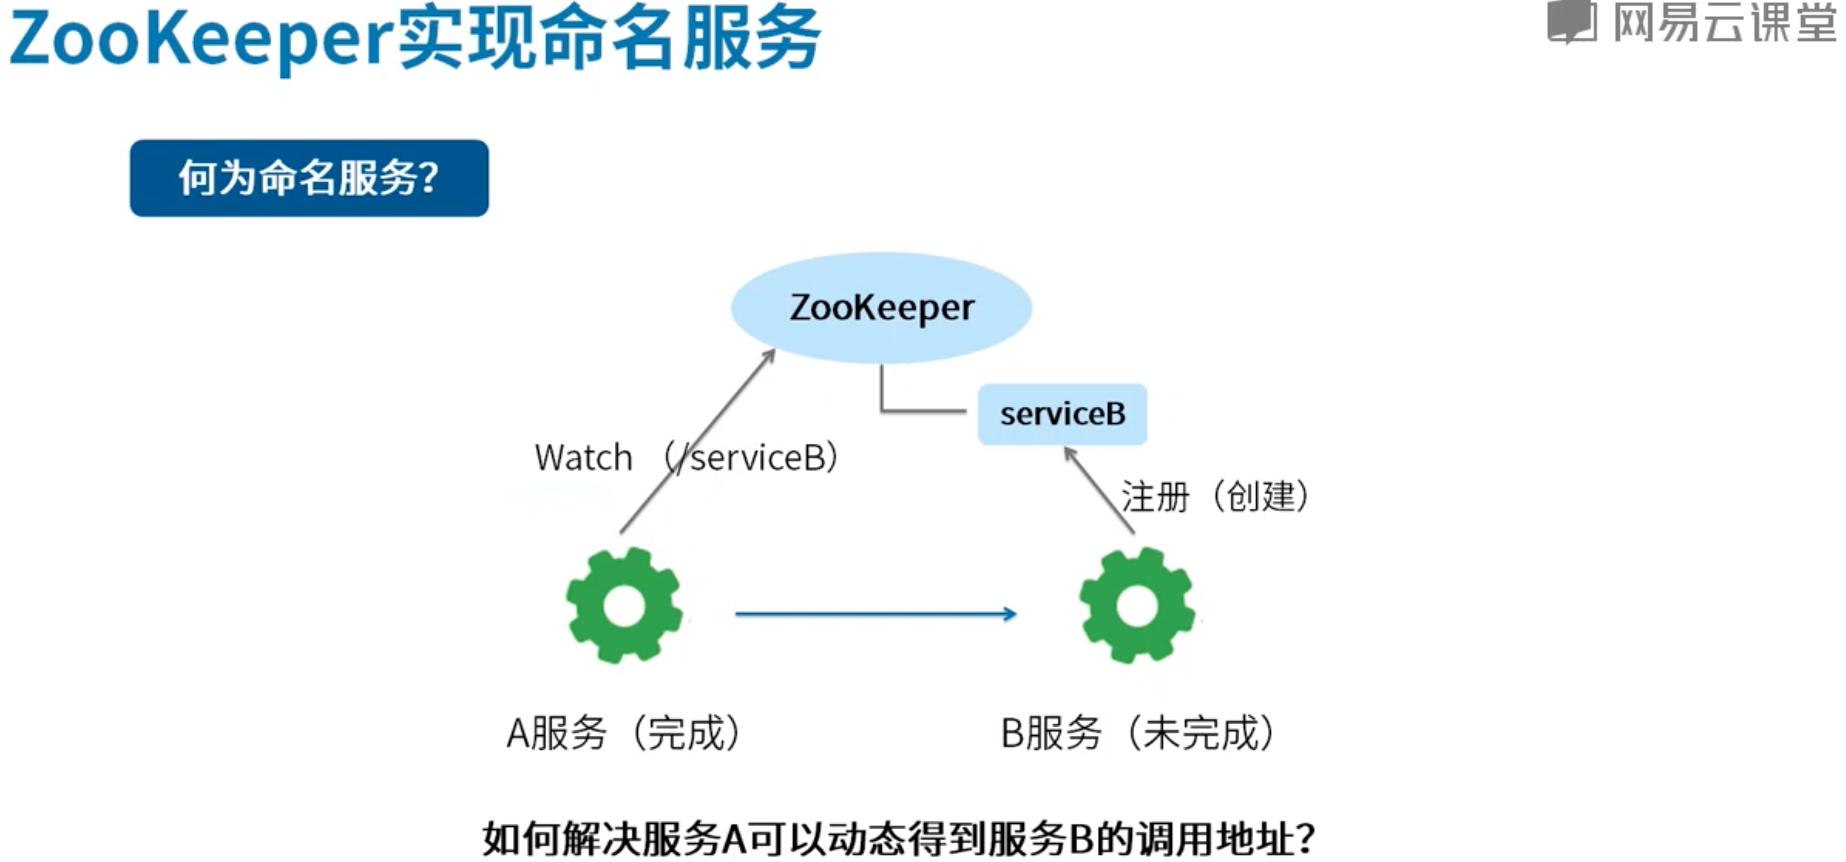 ZooKeeper实现命名服务
网易云课堂
何为命名服务？
ZooKeeper
serviceB
Watch （/serviceB）
注册（创建）
A服务（完成）
B服务（未完成）
如何解决服务A可以动态得到服务B的调用地址？